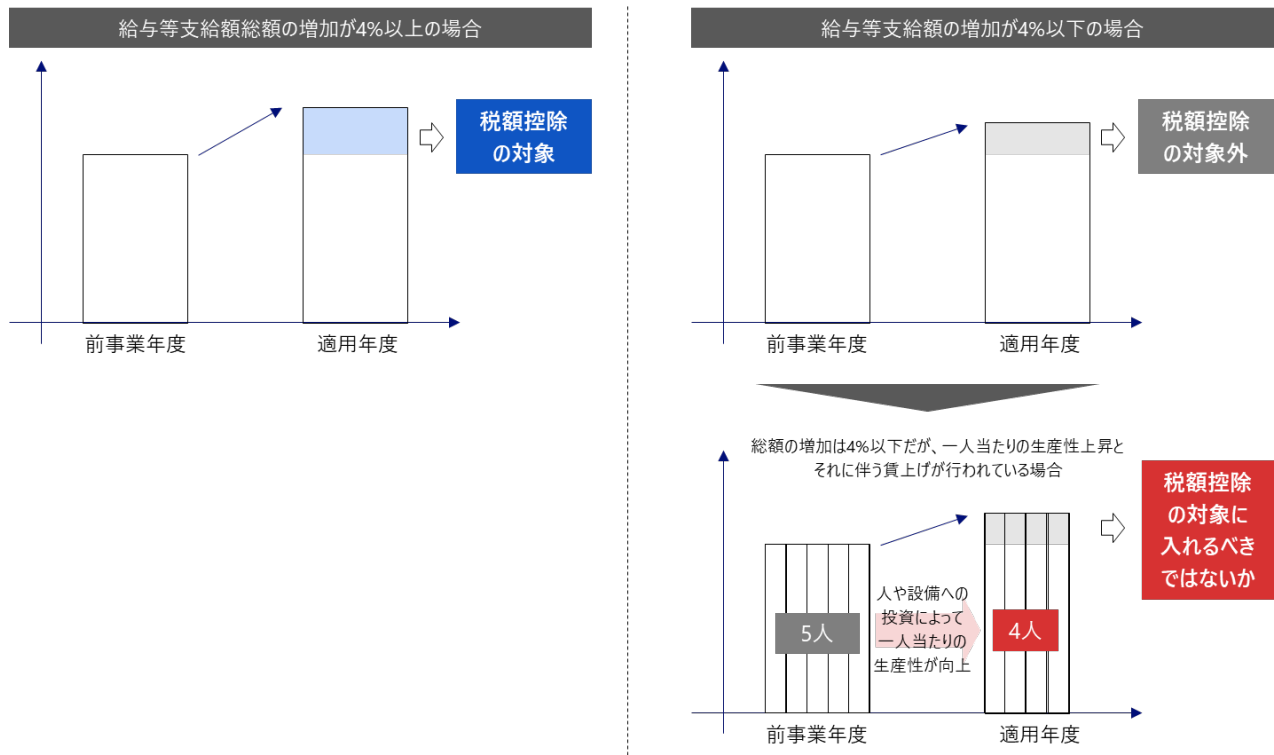 給与等支給額総額の増加が4%以上の場合
税額控除
の対象
前事業年度
適用年度
給与等支給額の増加が4%以下の場合
税額控除
の対象外
前事業年度
適用年度
総額の増加は4%以下だが、一人当たりの生産性上昇と
それに伴う賃上げが行われている場合
税額控除
の対象に
入れるべき
ではないか
人や設備への
投資によって
一人当たりの
生産性が向上
5人
4人
前事業年度
適用年度